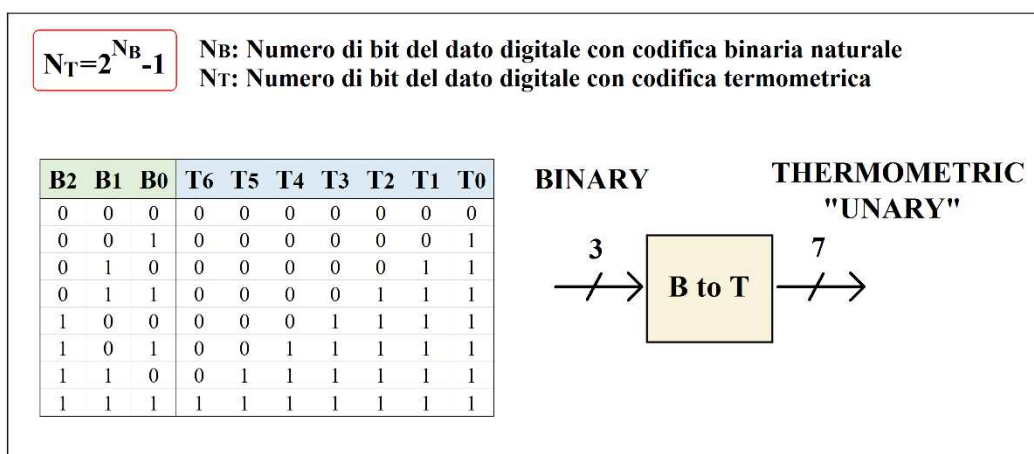 NT=2^NB-1
NB: Numero di bit del dato digitale con codifica binaria naturale
NT: Numero di bit del dato digitale con codifica termometrica
B2 B1 B0 T6 T5 T4 T3 T2 T1 T0
0 0 0 0 0 0 0 0 0 0
0 0 1 0 0 0 0 0 0 1
0 1 0 0 0 0 0 0 1 1
0 1 1 0 0 0 0 1 1 1
1 0 0 0 0 0 1 1 1 1
1 0 1 0 0 1 1 1 1 1
1 1 0 0 1 1 1 1 1 1
1 1 1 1 1 1 1 1 1 1
BINARY
3
B to T
THERMOMETRIC
"UNARY"
7